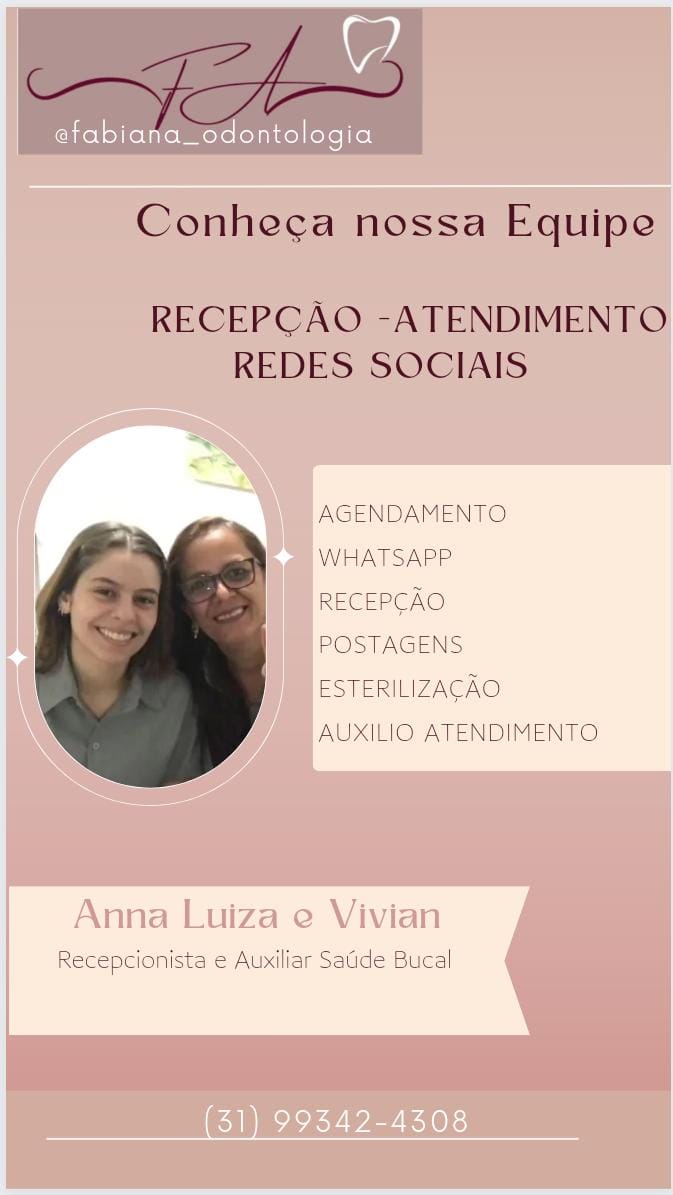 FA
@fabiana_odontologia
Conheça nossa Equipe
RECEPÇÃO -ATENDIMENTO
REDES SOCIAIS
AGENDAMENTO
WHATSAPP
RECEPÇÃO
POSTAGENS
ESTERILIZAÇÃO
AUXILIO ATENDIMENTO
Anna Luiza e Vivian
Recepcionista e Auxiliar Saúde Bucal
(31) 99342-4308